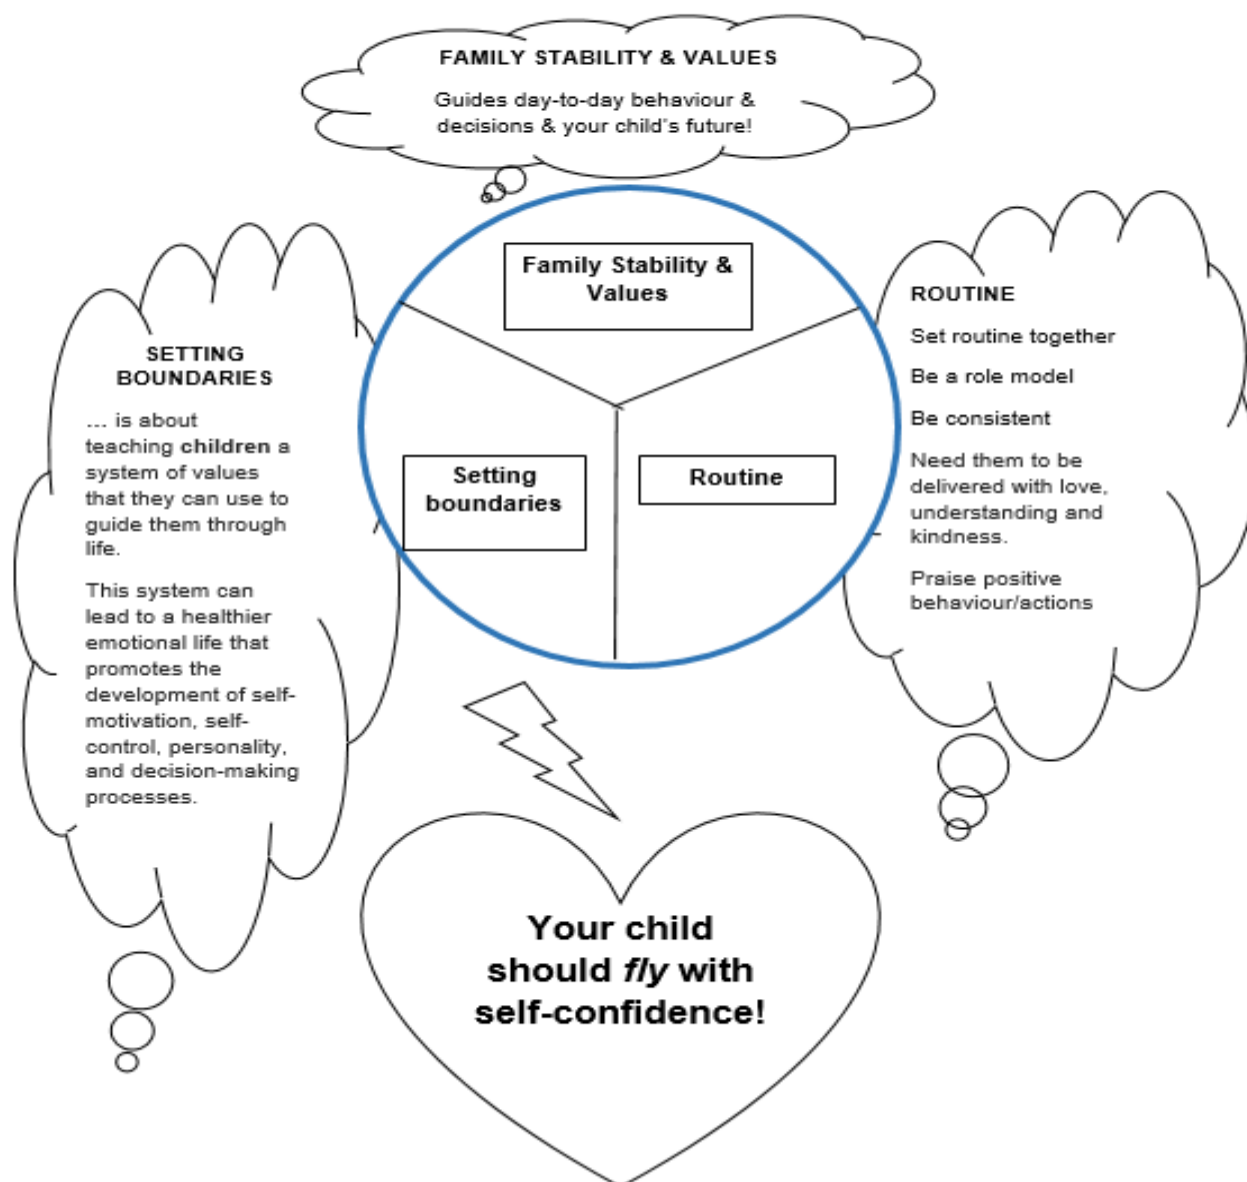 FAMILY STABILITY & VALUES
Guides day-to-day behaviour &
decisions & your child's future!
Family Stability &
Values
Setting
boundaries
Routine
SETTING
BOUNDARIES
... is about
teaching children a
system of values
that they can use to
guide them through
life.
This system can
lead to a healthier
emotional life that
promotes the
development of self-
motivation, self-
control, personality,
and decision-making
processes.
ROUTINE
Set routine together
Be a role model
Be consistent
Need them to be
delivered with love,
understanding and
kindness.
Praise positive
behaviour/actions
Your child
should fly with
self-confidence!